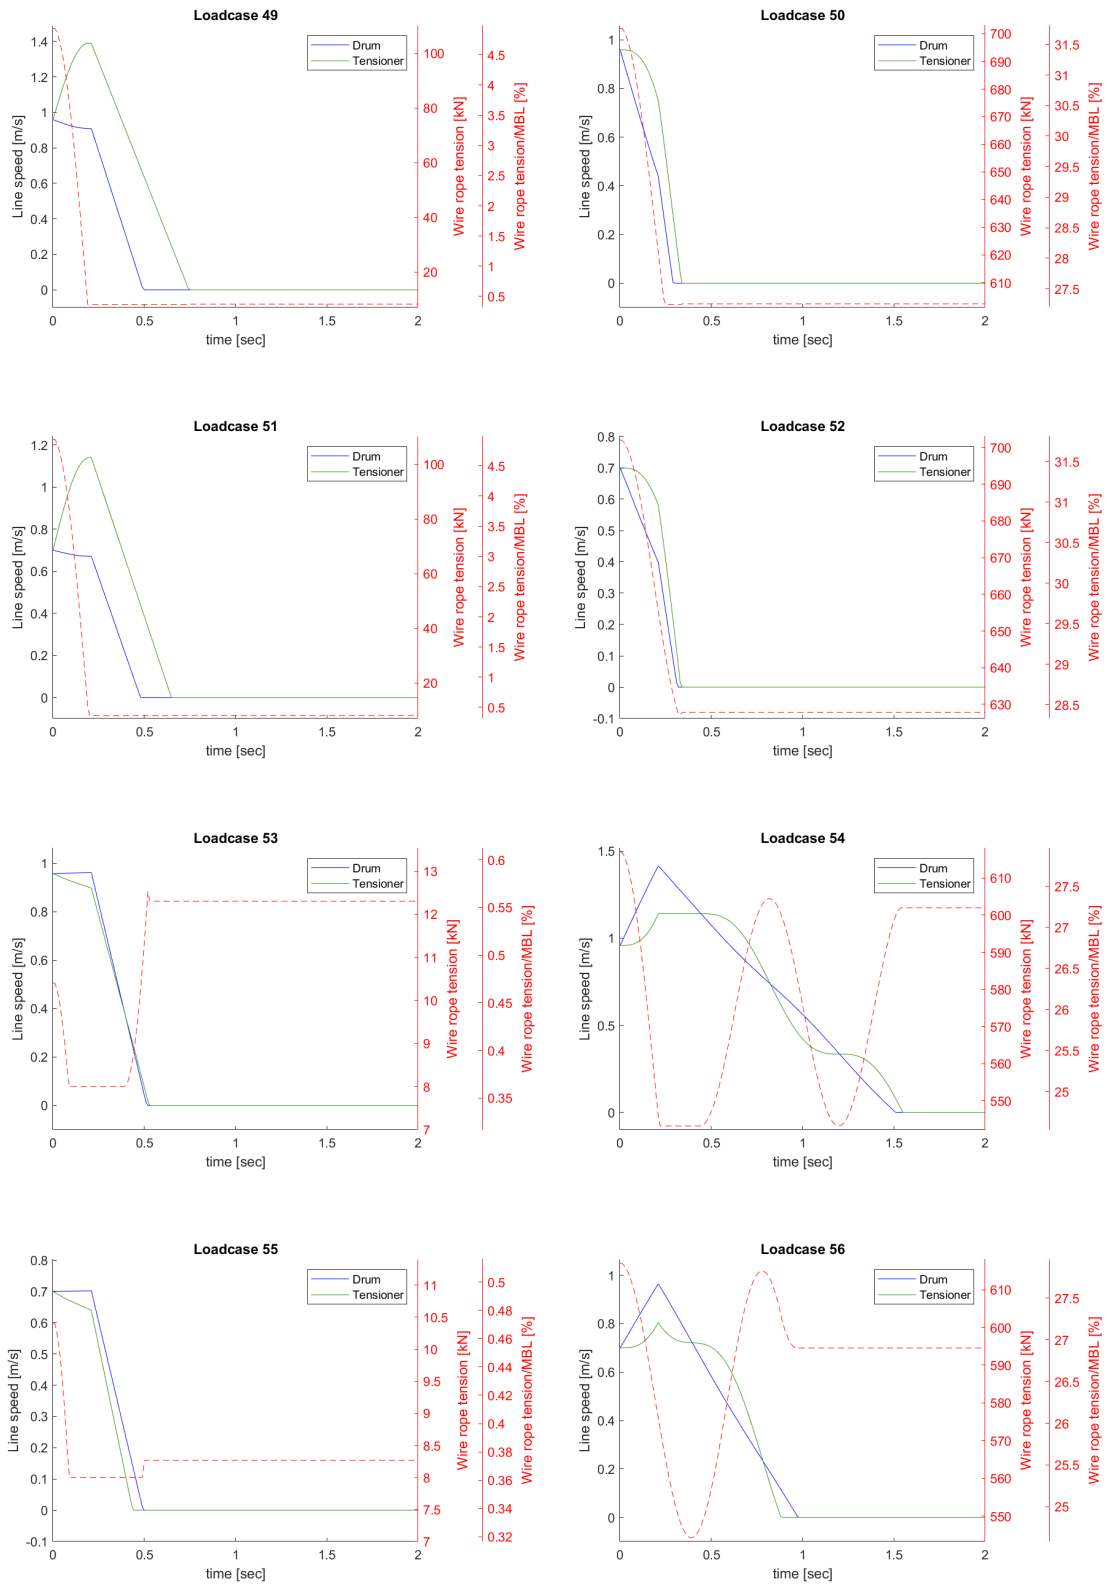 Loadcase 49
Line speed [m/s]
1.4
1.2
1
0.8
0.6
0.4
0.2
0
0 0.5 1 1.5 2
time [sec]
Drum
Tensioner
100
80
60
40
20
Wire rope tension [kN]
4.5
4
3.5
3
2.5
2
1.5
1
0.5
Wire rope tension/MBL [%]
Loadcase 50
Line speed [m/s]
1
0.8
0.6
0.4
0.2
0
0 0.5 1 1.5 2
time [sec]
Drum
Tensioner
700
690
680
670
660
650
640
630
620
610
Wire rope tension [kN]
31.5
31
30.5
30
29.5
29
28.5
28
27.5
Wire rope tension/MBL [%]
Loadcase 51
Line speed [m/s]
1.2
1
0.8
0.6
0.4
0.2
0
0 0.5 1 1.5 2
time [sec]
Drum
Tensioner
100
80
60
40
20
Wire rope tension [kN]
4.5
4
3.5
3
2.5
2
1.5
1
0.5
Wire rope tension/MBL [%]
Loadcase 52
Line speed [m/s]
0.8
0.7
0.6
0.5
0.4
0.3
0.2
0.1
0
-0.1
0 0.5 1 1.5 2
time [sec]
Drum
Tensioner
700
690
680
670
660
650
640
630
Wire rope tension [kN]
31.5
31
30.5
30
29.5
29
28.5
Wire rope tension/MBL [%]
Loadcase 53
Line speed [m/s]
1
0.8
0.6
0.4
0.2
0
0 0.5 1 1.5 2
time [sec]
Drum
Tensioner
13
12
11
10
9
8
7
Wire rope tension [kN]
0.6
0.55
0.5
0.45
0.4
0.35
Wire rope tension/MBL [%]
Loadcase 54
Line speed [m/s]
1.5
1
0.5
0
0 0.5 1 1.5 2
time [sec]
Drum
Tensioner
610
600
590
580
570
560
550
Wire rope tension [kN]
27.5
27
26.5
26
25.5
25
Wire rope tension/MBL [%]
Loadcase 55
Line speed [m/s]
0.8
0.7
0.6
0.5
0.4
0.3
0.2
0.1
0
-0.1
0 0.5 1 1.5 2
time [sec]
Drum
Tensioner
11
10.5
10
9.5
9
8.5
8
7.5
7
Wire rope tension [kN]
0.5
0.48
0.46
0.44
0.42
0.4
0.38
0.36
0.34
0.32
Wire rope tension/MBL [%]
Loadcase 56
Line speed [m/s]
1
0.8
0.6
0.4
0.2
0
0 0.5 1 1.5 2
time [sec]
Drum
Tensioner
610
600
590
580
570
560
550
Wire rope tension [kN]
27.5
27
26.5
26
25.5
25
Wire rope tension/MBL [%]